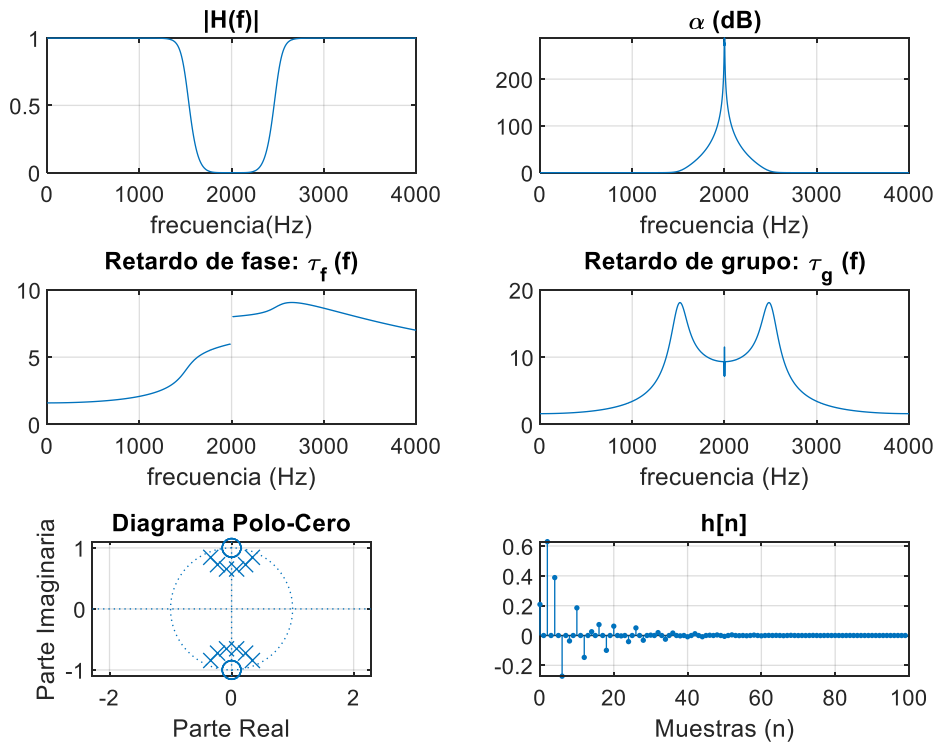 |H(f)|
1
0.5
0
0 1000 2000 3000 4000
frecuencia(Hz)
α (dB)
200
100
0
0 1000 2000 3000 4000
frecuencia (Hz)
Retardo de fase: τf (f)
10
5
0
0 1000 2000 3000 4000
frecuencia (Hz)
Retardo de grupo: τg (f)
20
10
0
0 1000 2000 3000 4000
frecuencia (Hz)
Diagrama Polo-Cero
Parte Imaginaria
1
0
-1
-2 0 2
Parte Real
h[n]
0.6
0.4
0.2
0
-0.2
0 20 40 60 80 100
Muestras (n)